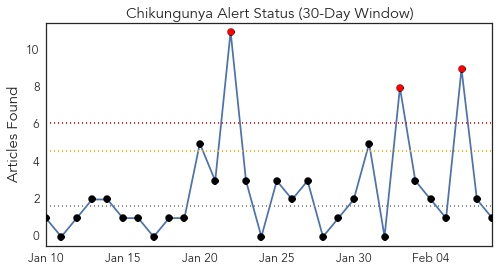 Chikungunya Alert Status (30-Day Window)
Articles Found
10
8
6
4
2
0
Jan 10 Jan 15 Jan 20 Jan 25 Jan 30 Feb 04